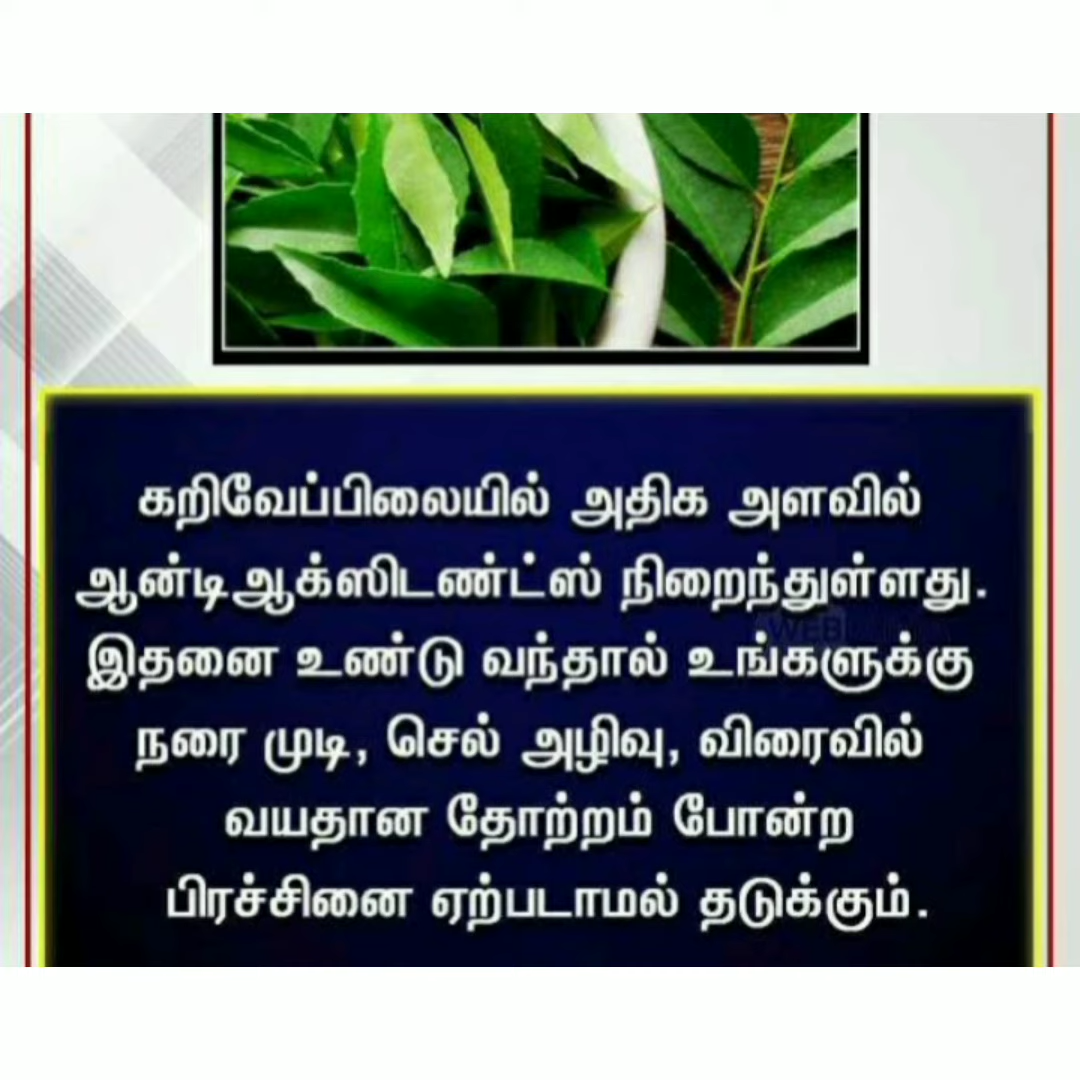 கறிவேப்பிலையில் அதிக அளவில்
ஆன்டிஆக்ஸிடண்ட்ஸ் நிறைந்துள்ளது.
இதனை உண்டு வந்தால் உங்களுக்கு
நரை முடி, செல் அழிவு, விரைவில்
வயதான தோற்றம் போன்ற
பிரச்சினை ஏற்படாமல் தடுக்கும்.